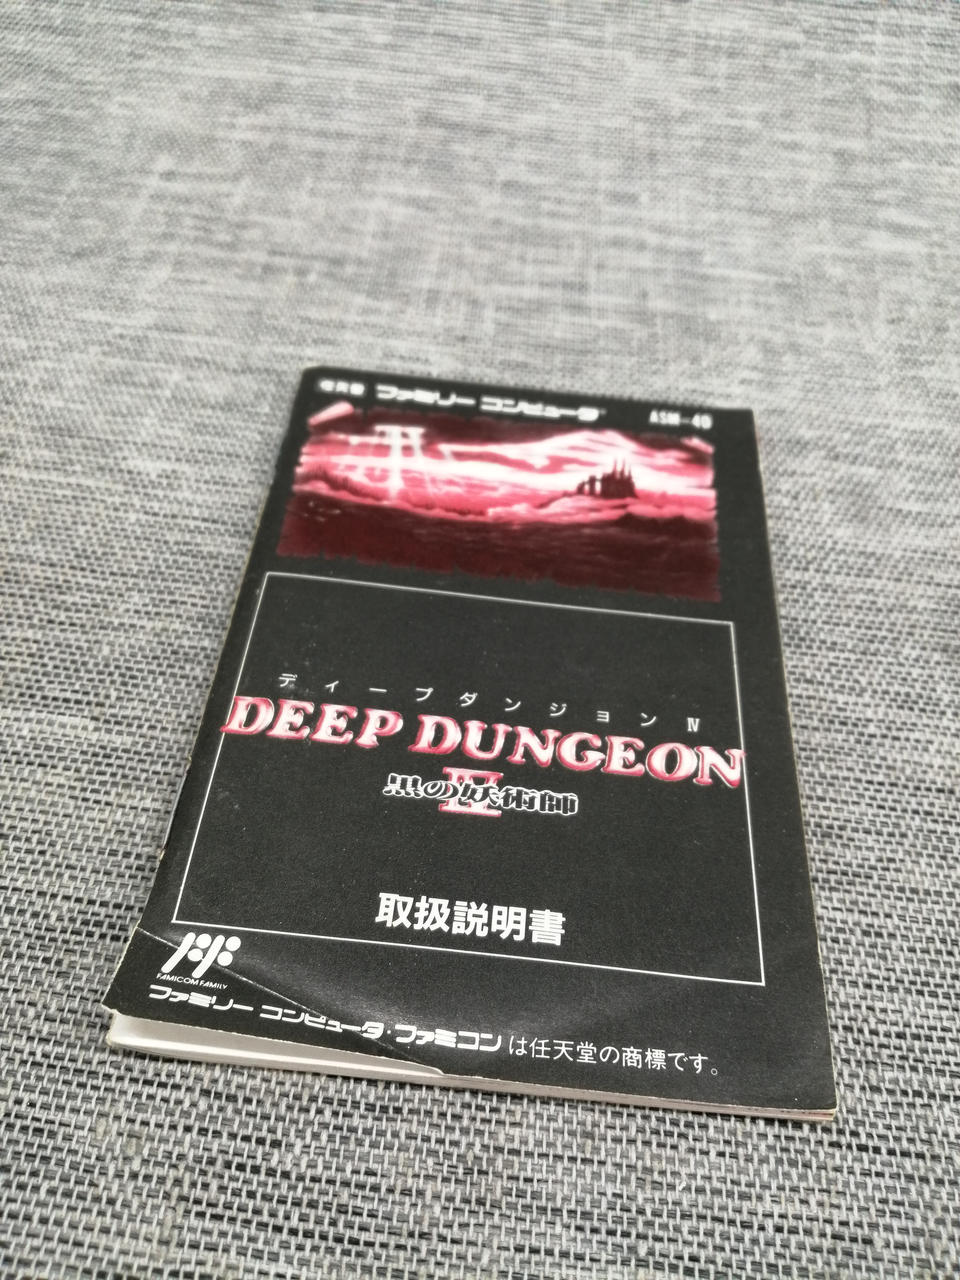 ファミリー コンピュータ ASM-4D
ディープダンジョンⅣ
DEEP DUNGEON
Ⅳ
黒の妖術師
取扱説明書
FAMICOM FAMILY
ファミリー コンピュータ・ファミコン は任天堂の商標です。